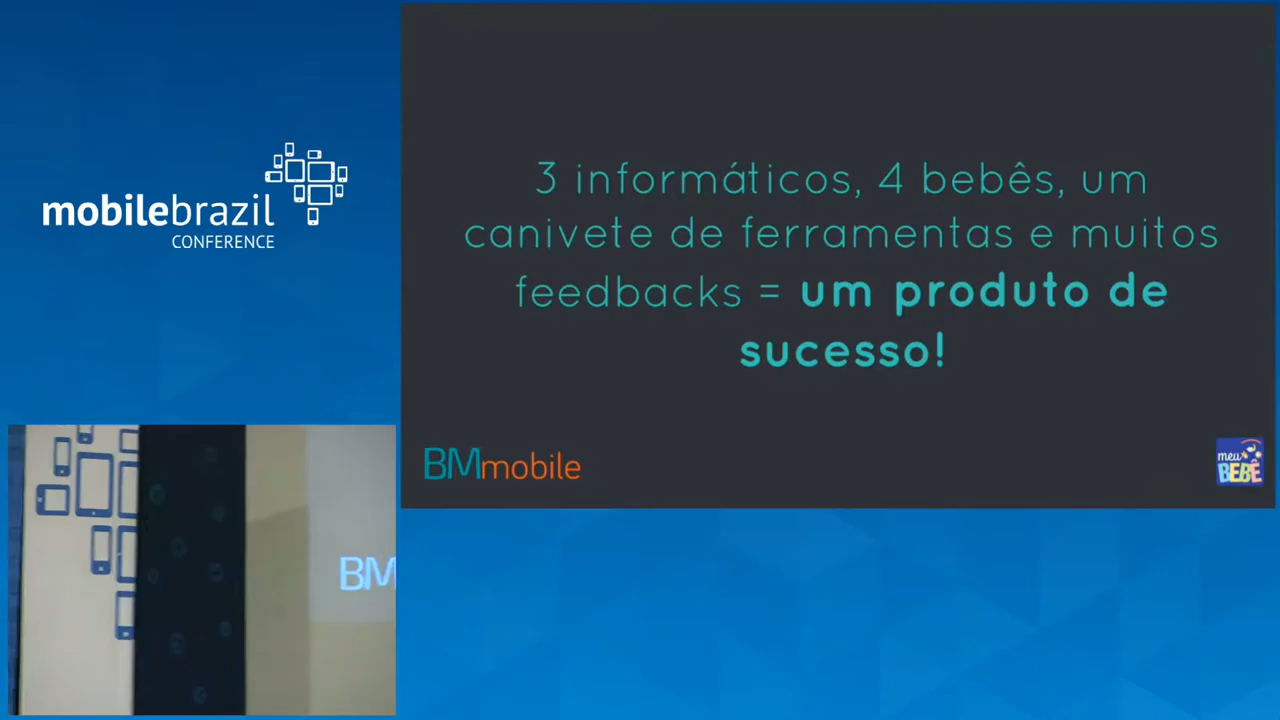 mobilebrazil
CONFERENCE
3 informáticos, 4 bebês, um
canivete de ferramentas e muitos
feedbacks = um produto de
sucesso!
BMmobile
meu
BEBÊ
BM